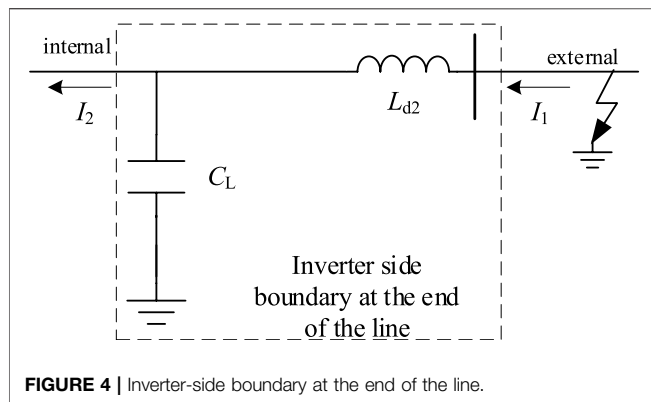 internal
external
I2
Ld2
I1
CL
Inverter side
boundary at the end
of the line
FIGURE 4 | Inverter-side boundary at the end of the line.